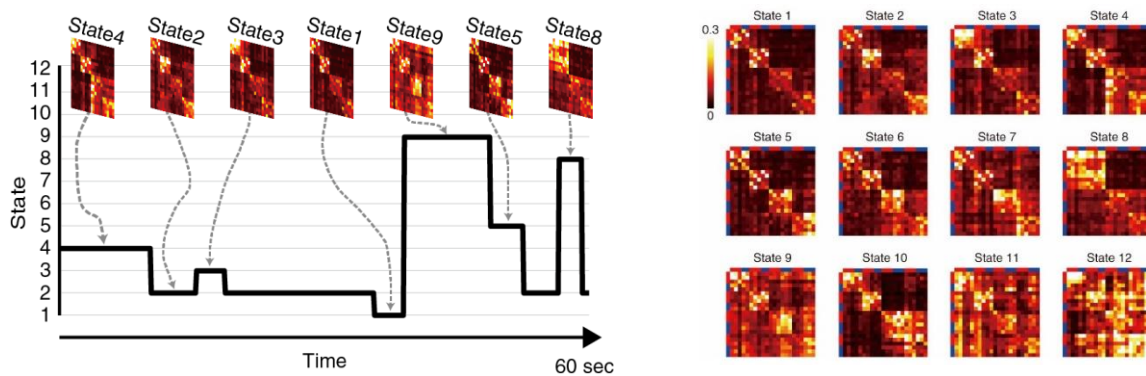 State4 State2 State3 State1 State9 State5 State8
12
11
10
9
8
7
6
5
4
3
2
1
State
Time
60 sec
0.3
0
State 1 State 2 State 3 State 4
State 5 State 6 State 7 State 8
State 9 State 10 State 11 State 12